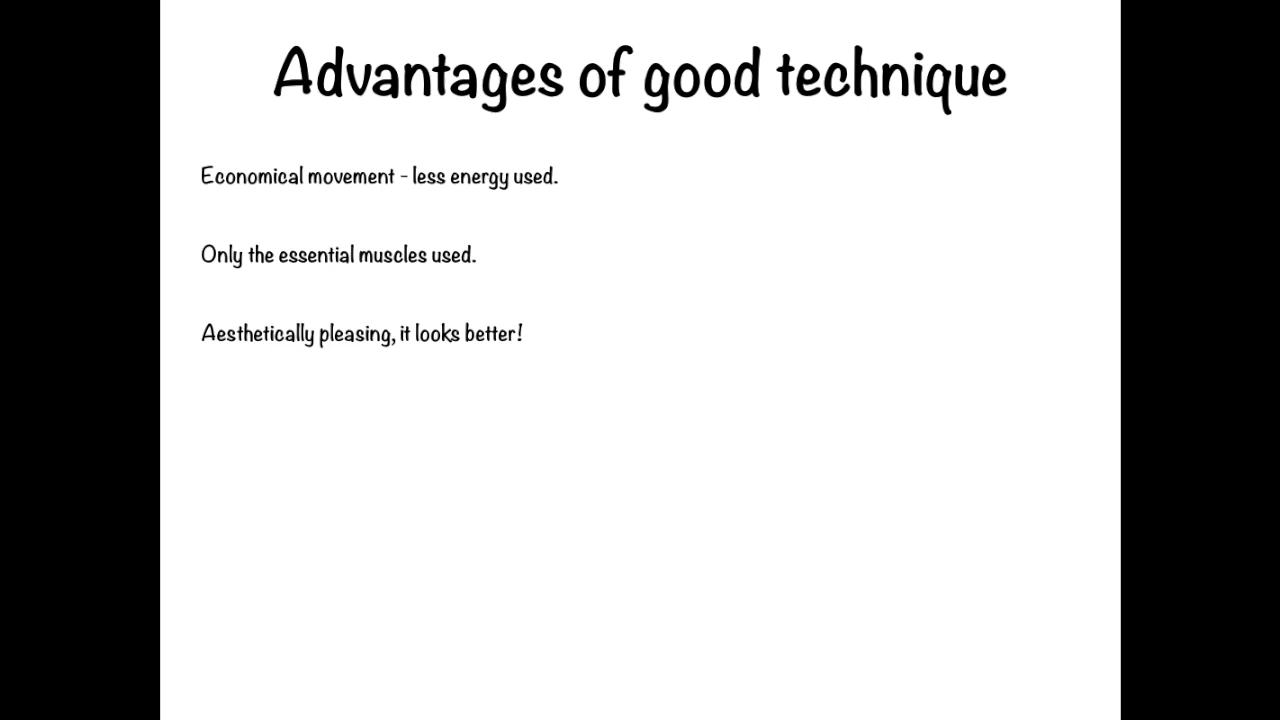 Advantages of good technique
Economical movement - less energy used.
Only the essential muscles used.
Aesthetically pleasing, it looks better!